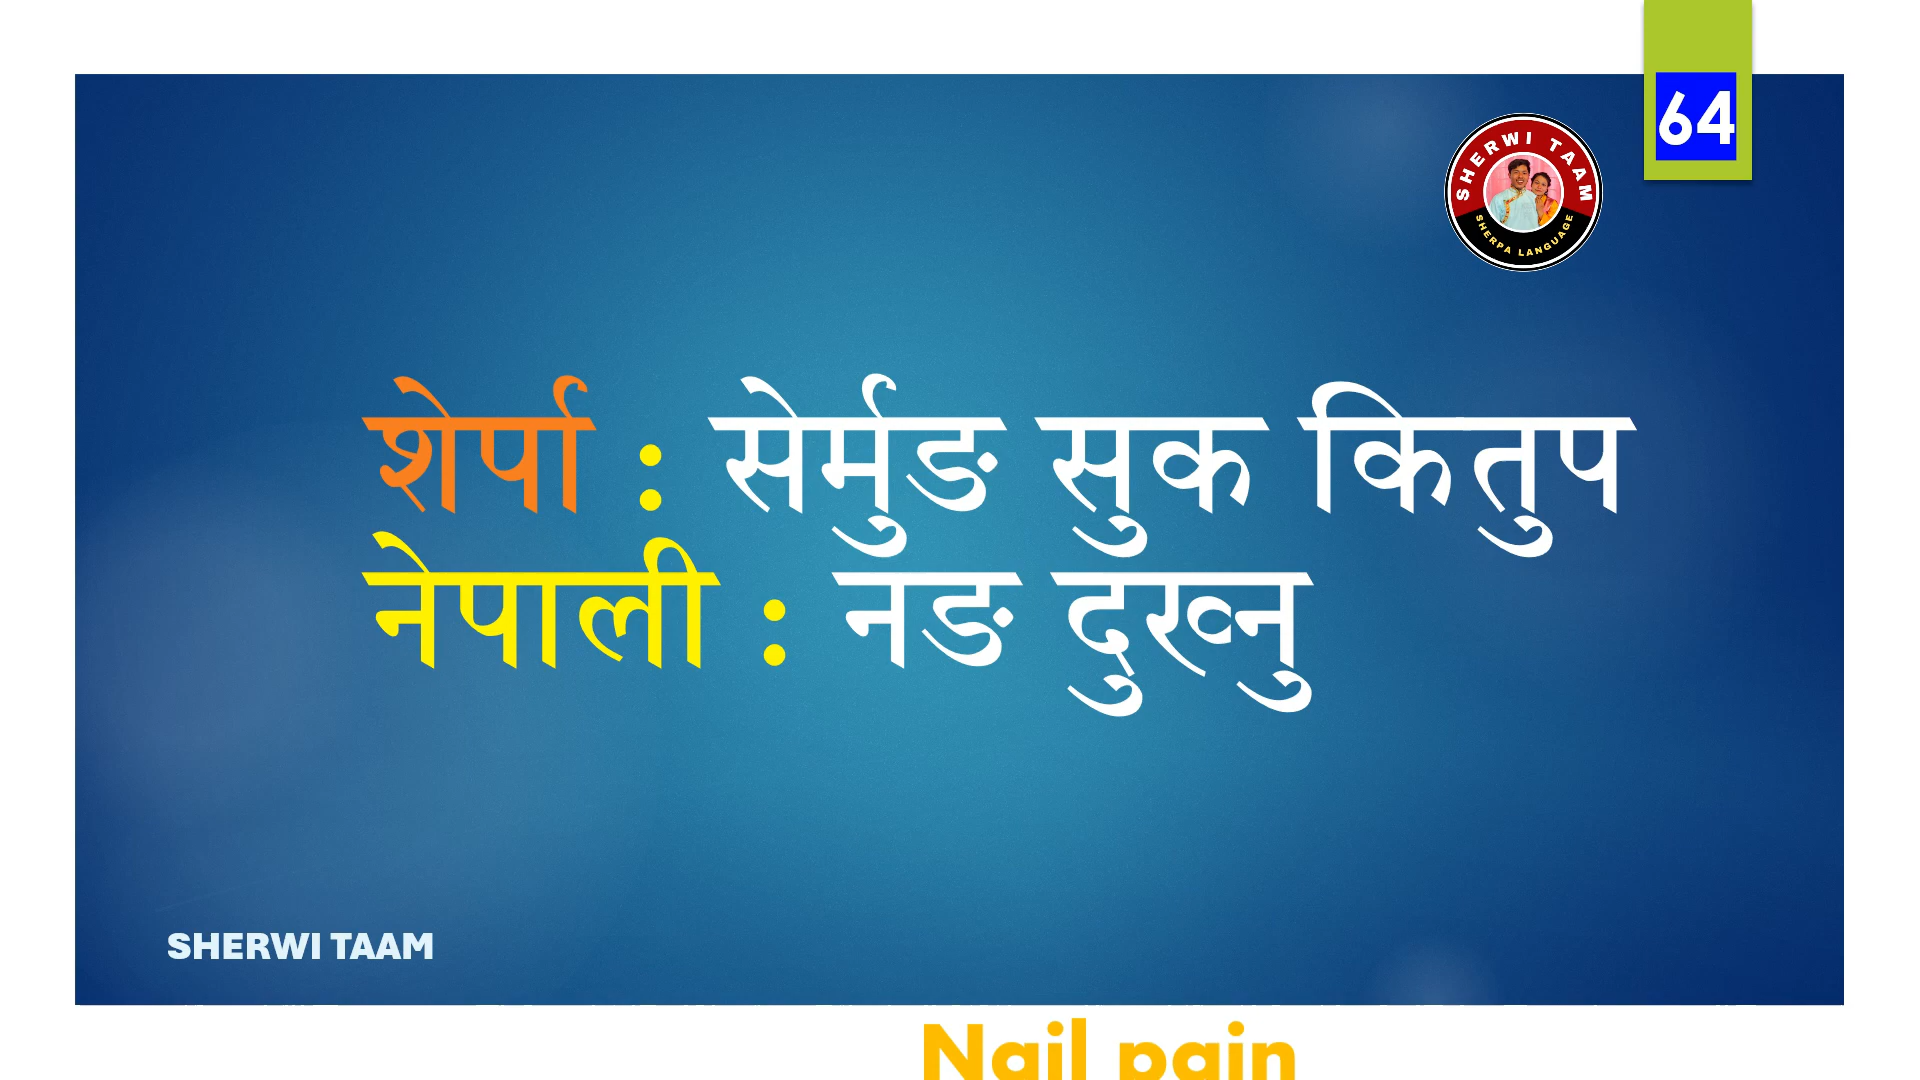 64
SHERWI TAAM
SHERPA LANGUAGE
शेर्पा : सेर्मुङ सुक कितुप
नेपाली : नङ दुख्नु
SHERWI TAAM
Nail pain